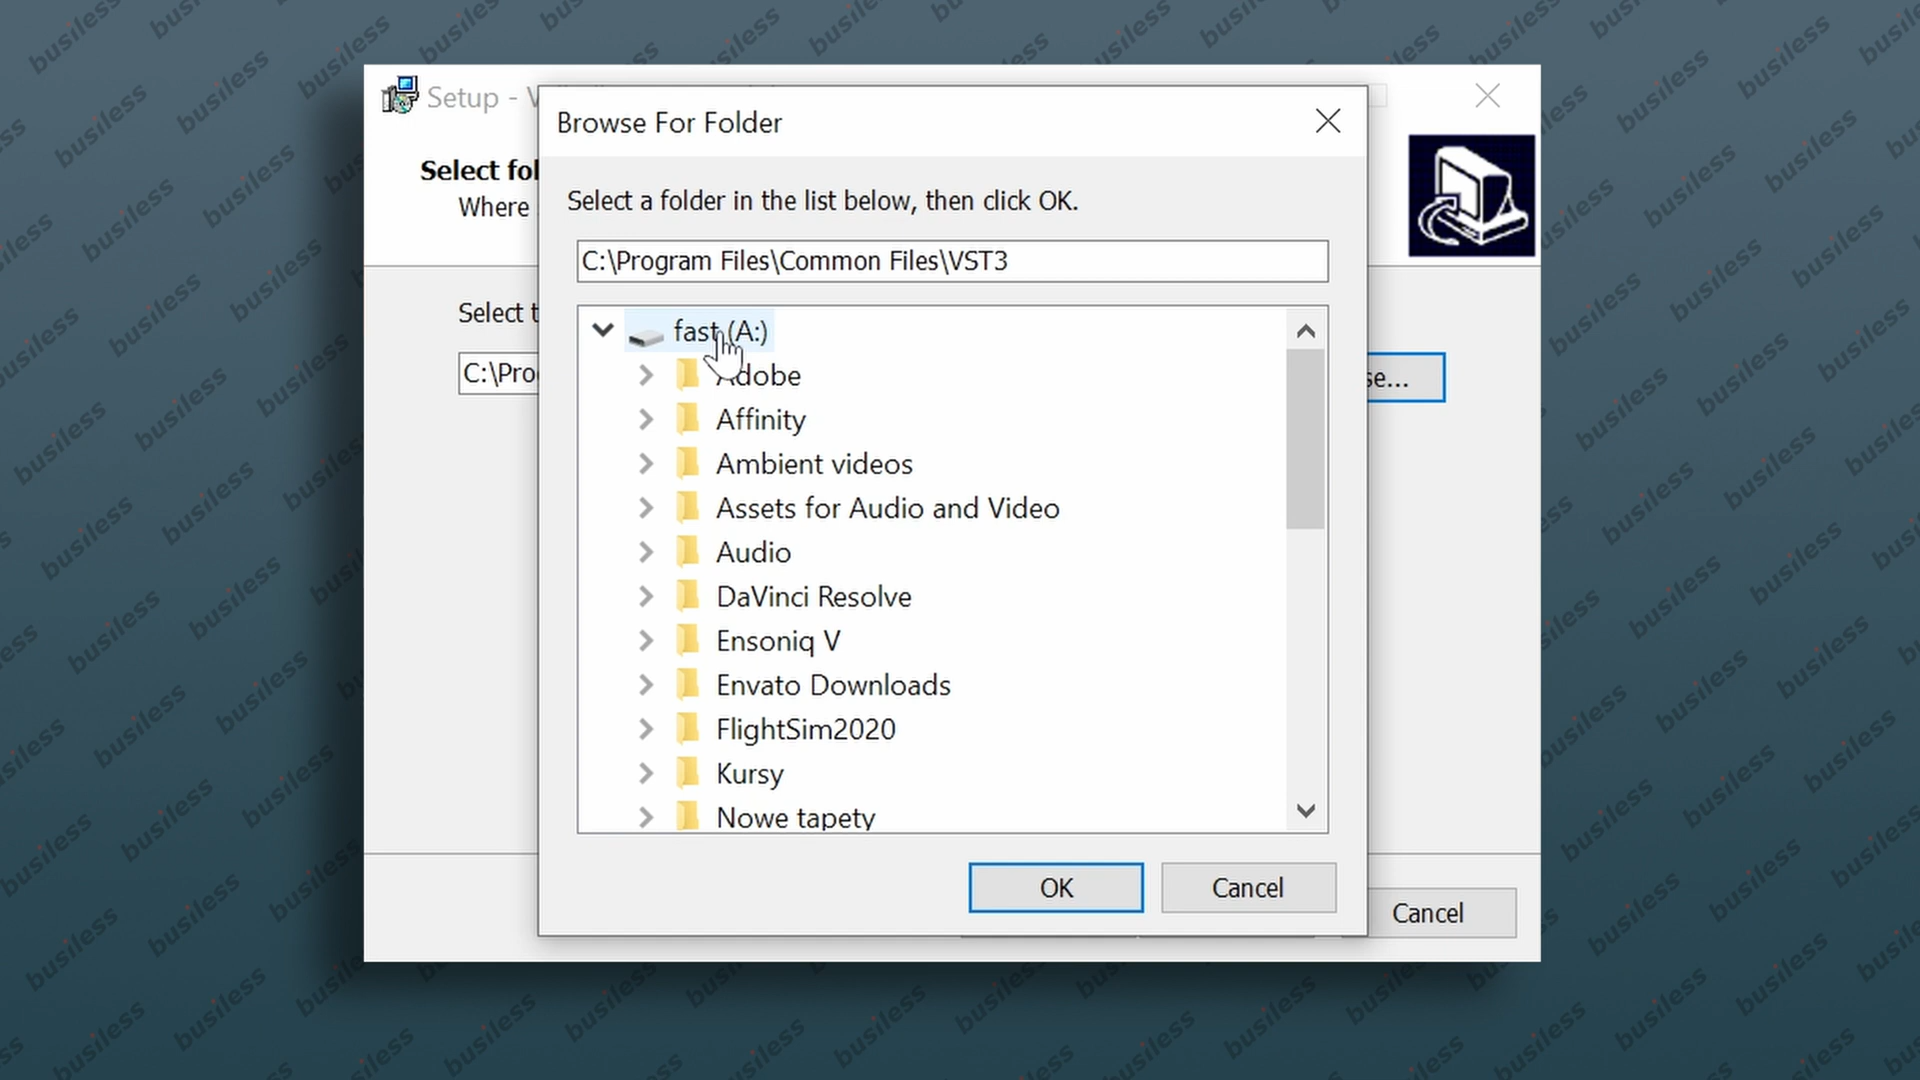 Setup -
Browse For Folder
Select
Where
Select a folder in the list below, then click OK.
C:\Program Files\Common Files\VST3
Select
fast (A:)
C:\Pro
Adobe
Affinity
Ambient videos
Assets for Audio and Video
Audio
DaVinci Resolve
Ensoniq V
Envato Downloads
FlightSim2020
Kursy
Nowe tapety
OK
Cancel
Cancel
busiless